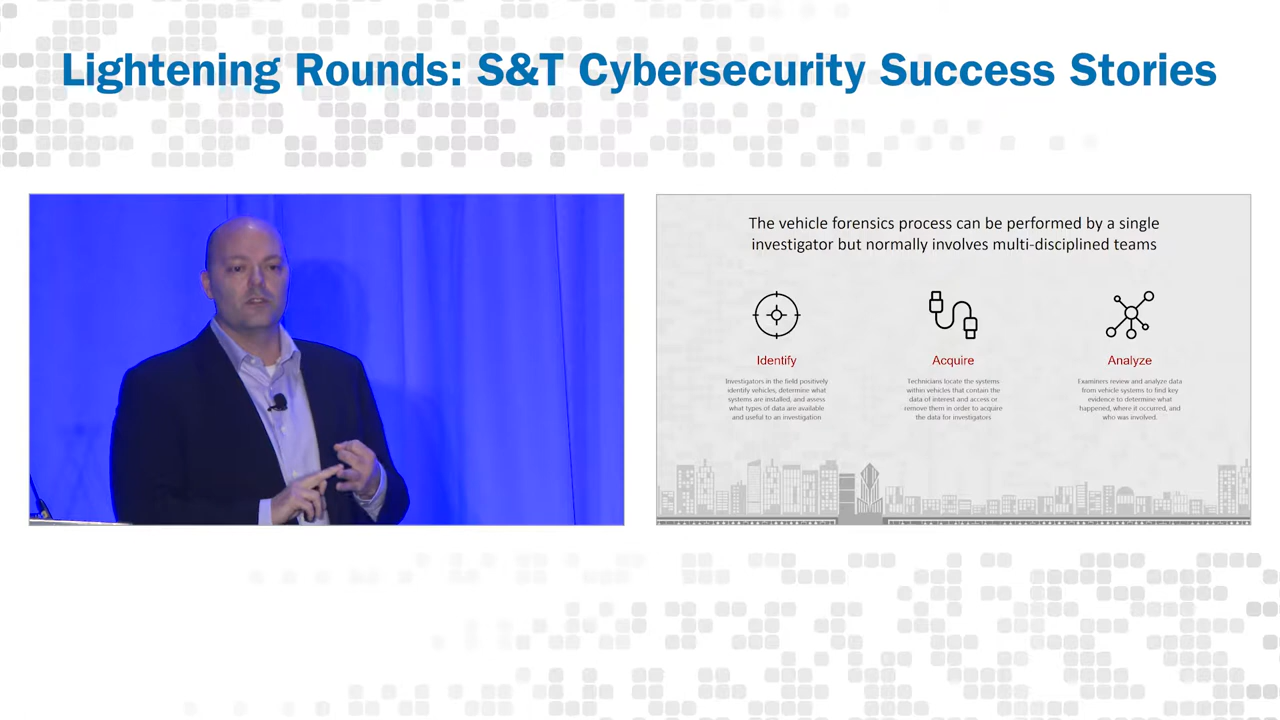 Lightening Rounds: S&T Cybersecurity Success Stories
The vehicle forensics process can be performed by a single
investigator but normally involves multi-disciplined teams
Identify
Investigators in the field positively
identify vehicles, determine what
systems are installed, and assess
what types of data are available
and useful to an investigation
Acquire
Technicians locate the systems
within vehicles that contain the
data of interest and access or
remove them in order to acquire
the data for investigators
Analyze
Examiners review and analyze data
from vehicle systems to find key
evidence to determine what
happened, where it occurred, and
who was involved.